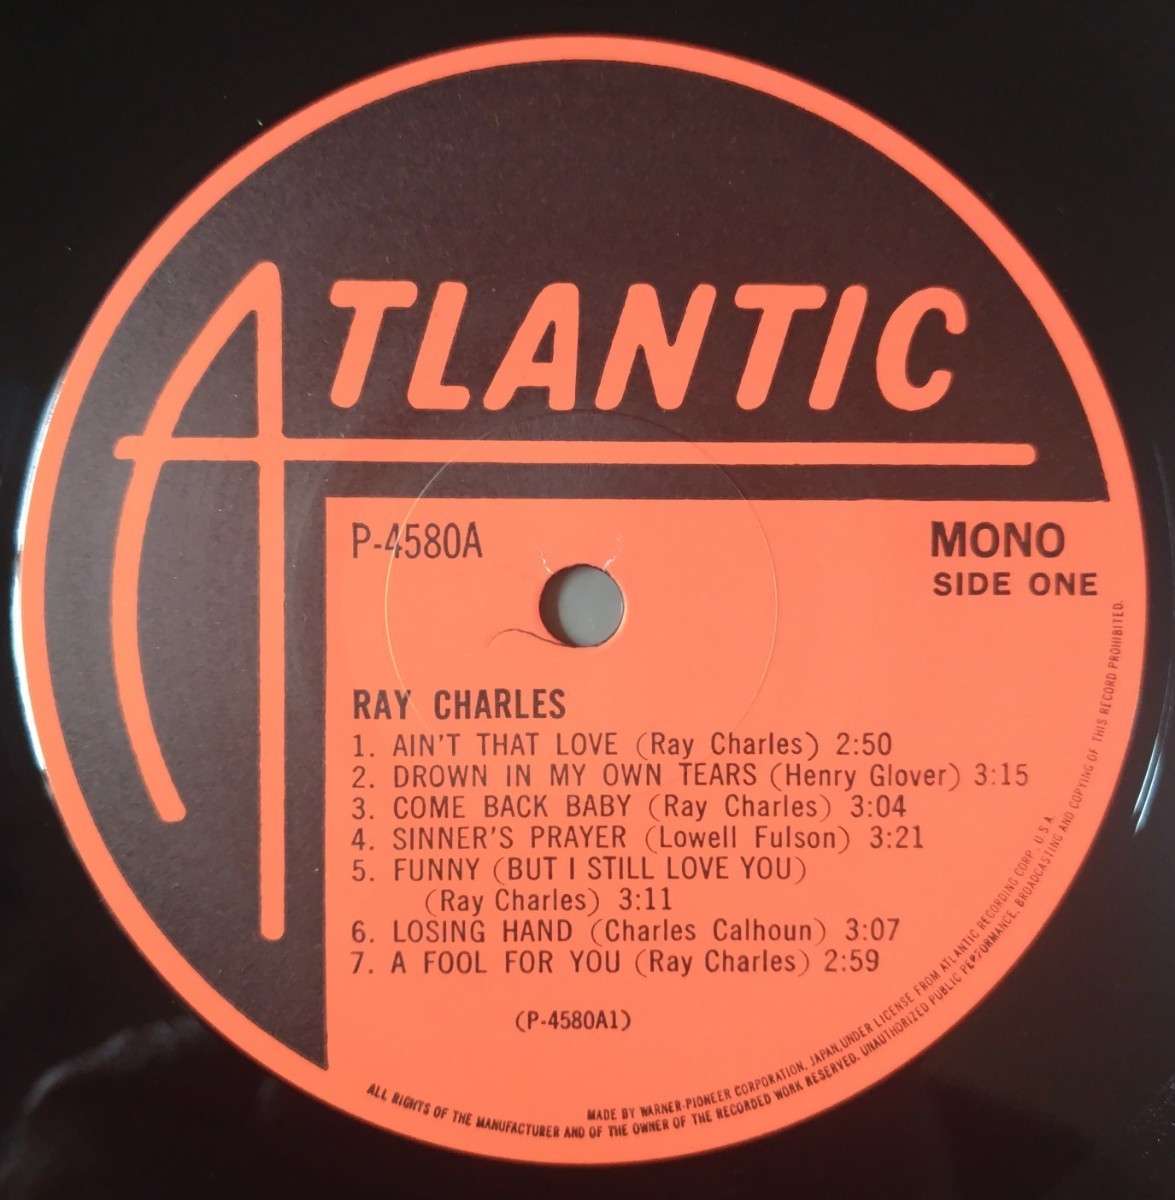 ATLANTIC
P-4580A
MONO
SIDE ONE
RAY CHARLES
1. AIN'T THAT LOVE (Ray Charles) 2:50
2. DROWN IN MY OWN TEARS (Henry Glover) 3:15
3. COME BACK BABY (Ray Charles) 3:04
4. SINNER'S PRAYER (Lowell Fulson) 3:21
5. FUNNY (BUT I STILL LOVE YOU)
(Ray Charles) 3:11
6. LOSING HAND (Charles Calhoun) 3:07
7. A FOOL FOR YOU (Ray Charles) 2:59
(P-4580A1)
MADE BY WARNER-PIONEER CORPORATION, JAPAN, UNDER LICENSE FROM ATLANTIC RECORDING CORP., U.S.A.
ALL RIGHTS OF THE MANUFACTURER AND OF THE OWNER OF THE RECORDED WORK RESERVED. UNAUTHORIZED PUBLIC PERFORMANCE, BROADCASTING AND COPYING OF THIS RECORD PROHIBITED.